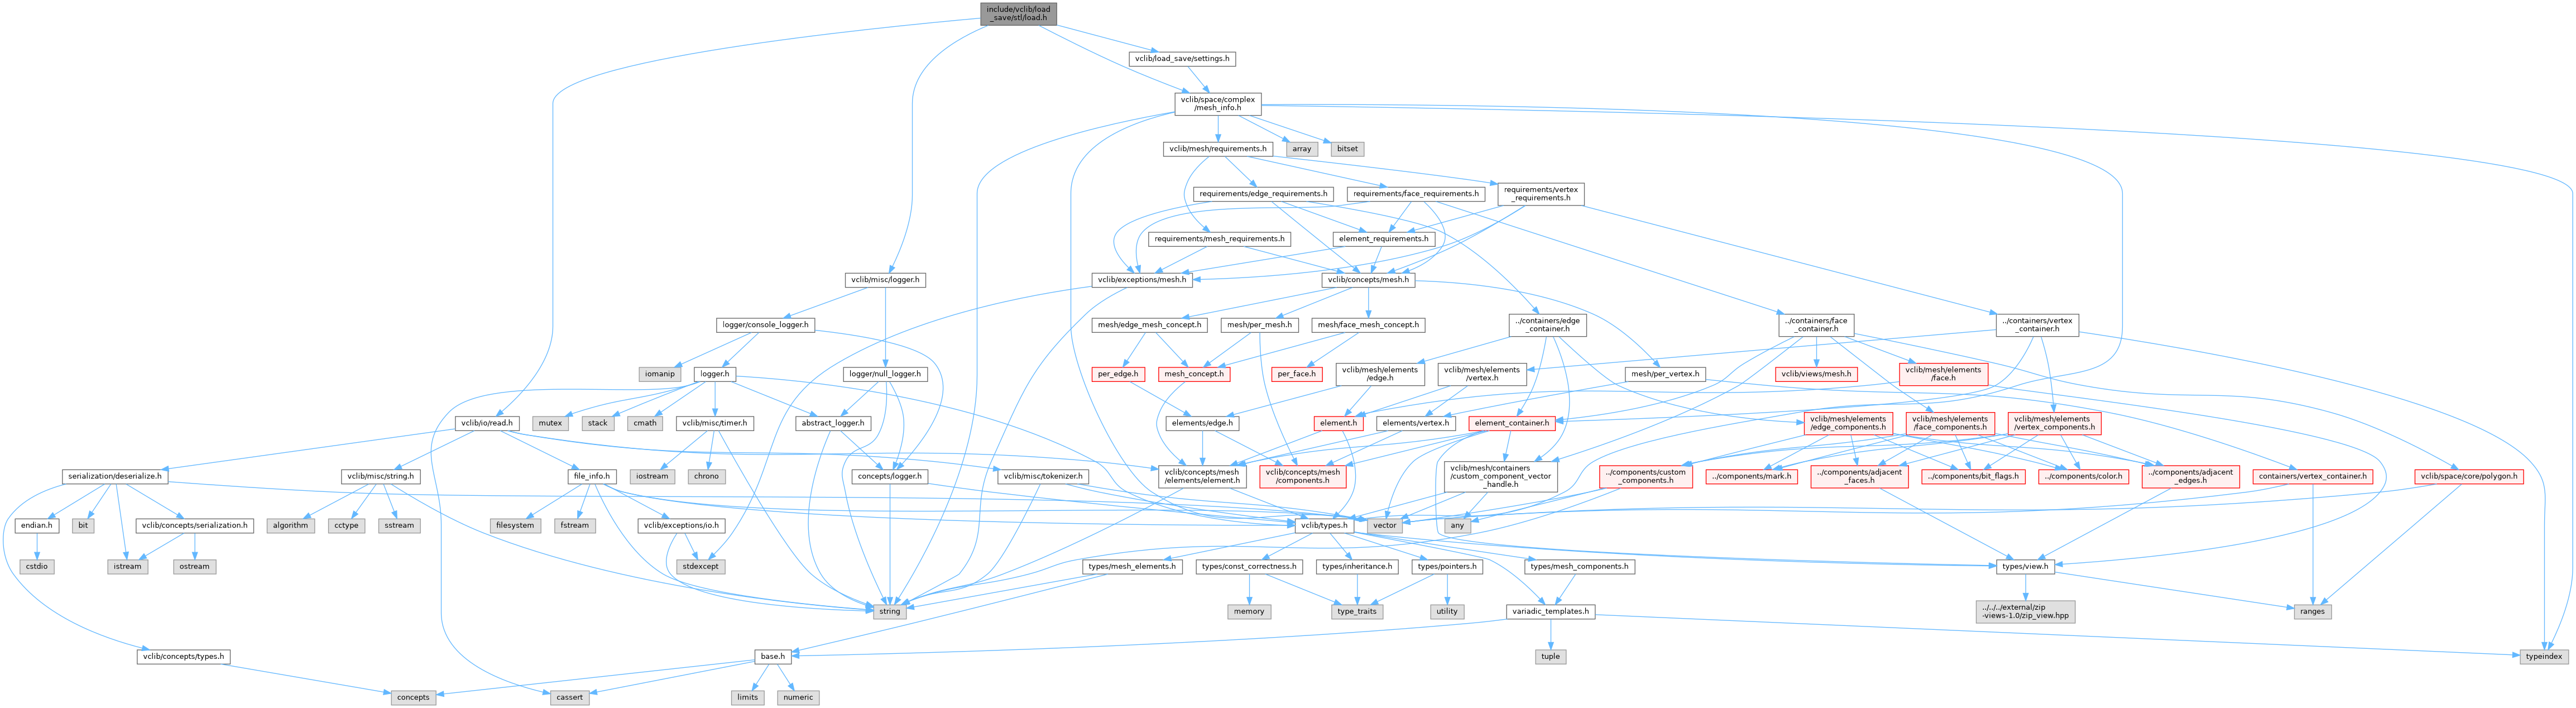 include/vclib/load
_save/stl/load.h
vclib/load_save/settings.h
vclib/space/complex
/mesh_info.h
vclib/mesh/requirements.h
array
bitset
requirements/edge_requirements.h
requirements/face_requirements.h
requirements/vertex
_requirements.h
requirements/mesh_requirements.h
element_requirements.h
vclib/misc/logger.h
vclib/exceptions/mesh.h
vclib/concepts/mesh.h
logger/console_logger.h
mesh/edge_mesh_concept.h
mesh/per_mesh.h
mesh/face_mesh_concept.h
../containers/edge
_container.h
../containers/face
_container.h
../containers/vertex
_container.h
iomanip
logger.h
logger/null_logger.h
per_edge.h
mesh_concept.h
per_face.h
vclib/mesh/elements
/edge.h
vclib/mesh/elements
/vertex.h
mesh/per_vertex.h
vclib/views/mesh.h
vclib/mesh/elements
/face.h
vclib/io/read.h
mutex
stack
cmath
vclib/misc/timer.h
abstract_logger.h
elements/edge.h
element.h
elements/vertex.h
element_container.h
vclib/mesh/elements
/edge_components.h
vclib/mesh/elements
/face_components.h
vclib/mesh/elements
/vertex_components.h
serialization/deserialize.h
vclib/misc/string.h
file_info.h
iostream
chrono
concepts/logger.h
vclib/misc/tokenizer.h
vclib/concepts/mesh
/elements/element.h
vclib/concepts/mesh
/components.h
vclib/mesh/containers
/custom_component_vector
_handle.h
../components/custom
_components.h
../components/mark.h
../components/adjacent
_faces.h
../components/bit_flags.h
../components/color.h
../components/adjacent
_edges.h
containers/vertex_container.h
vclib/space/core/polygon.h
endian.h
bit
vclib/concepts/serialization.h
algorithm
cctype
sstream
filesystem
fstream
vclib/exceptions/io.h
vclib/types.h
vector
any
cstdio
istream
ostream
stdexcept
types/mesh_elements.h
types/const_correctness.h
types/inheritance.h
types/pointers.h
types/mesh_components.h
types/view.h
string
memory
type_traits
utility
variadic_templates.h
../../../external/zip
-views-1.0/zip_view.hpp
ranges
vclib/concepts/types.h
base.h
tuple
typeindex
concepts
cassert
limits
numeric